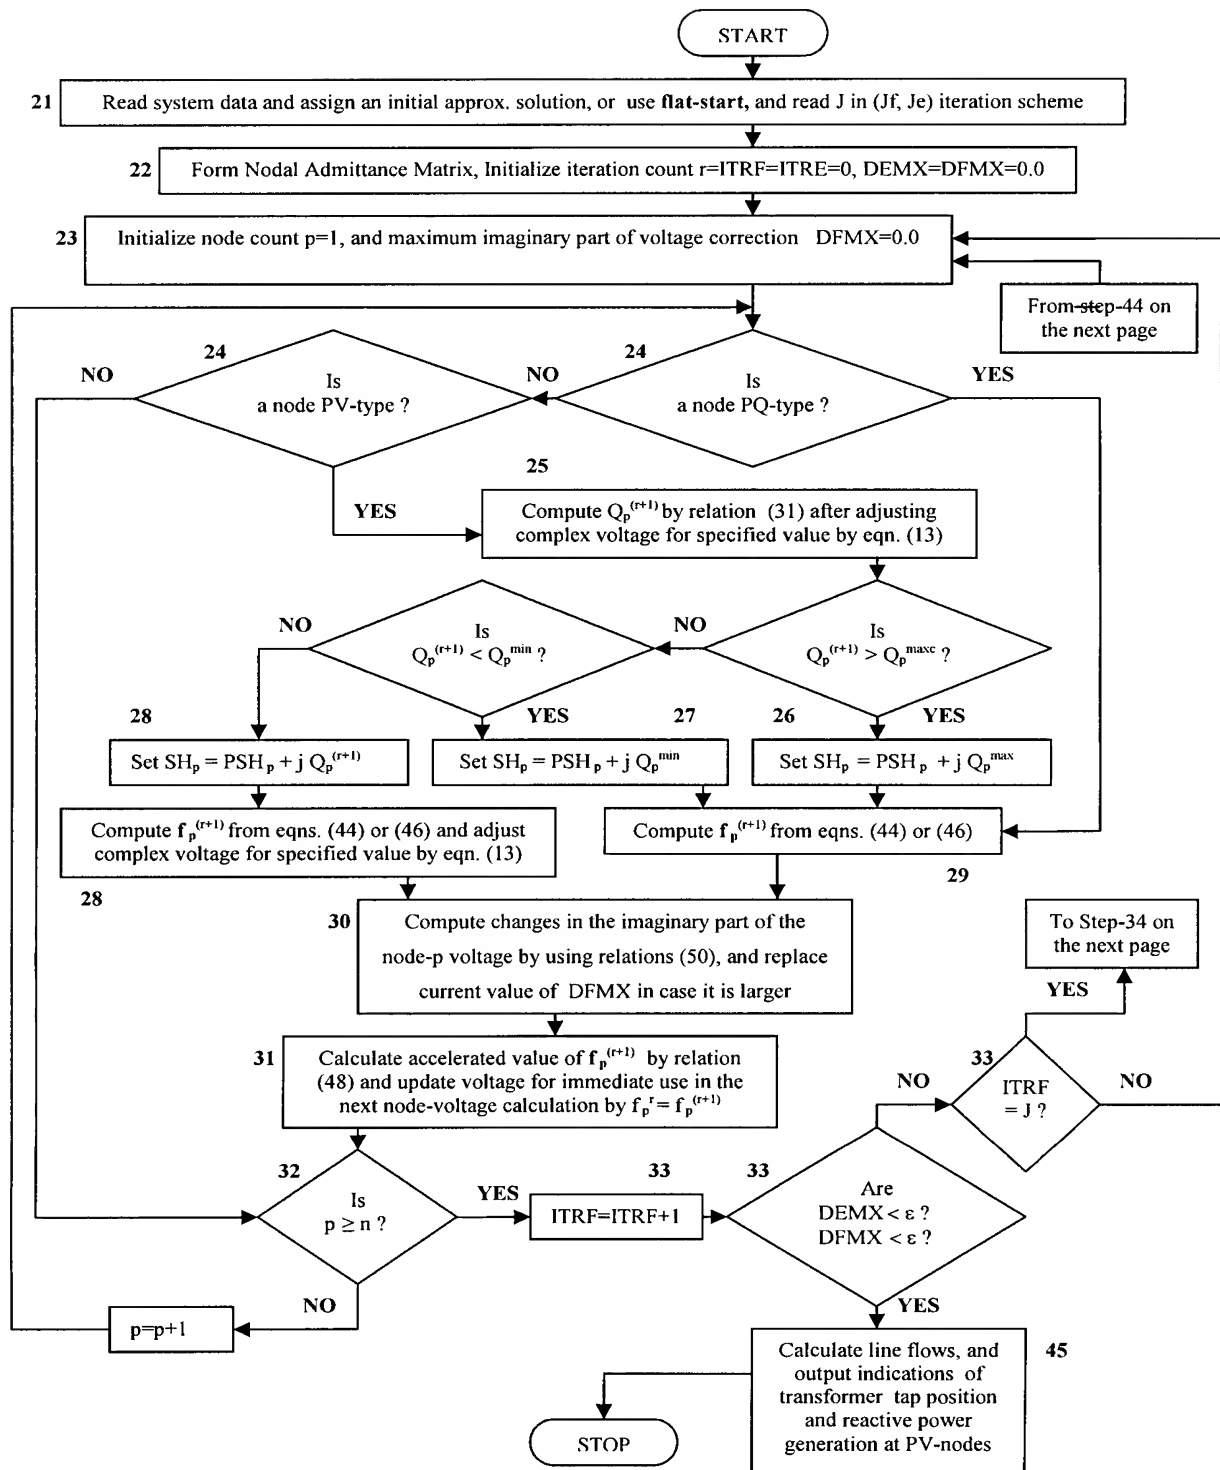 START
21
Read system data and assign an initial approx. solution, or use flat-start, and read J in (Jf, Je) iteration scheme
22
Form Nodal Admittance Matrix, Initialize iteration count r=ITRF=ITRE=0, DEMX=DFMX=0.0
23
Initialize node count p=1, and maximum imaginary part of voltage correction DFMX=0.0
From step-44 on
the next page
24
NO
Is
a node PV-type ?
NO
24
Is
a node PQ-type ?
YES
YES
25
Compute Qp(r+1) by relation (31) after adjusting
complex voltage for specified value by eqn. (13)
NO
Is
Qp(r+1) < Qpmin ?
NO
Is
Qp(r+1) > Qpmaxc ?
28
YES
27
26
YES
Set SHp = PSHp + j Qp(r+1)
Set SHp = PSHp + j Qpmin
Set SHp = PSHp + j Qpmax
Compute fp(r+1) from eqns. (44) or (46) and adjust
complex voltage for specified value by eqn. (13)
Compute fp(r+1) from eqns. (44) or (46)
28
29
30
Compute changes in the imaginary part of the
node-p voltage by using relations (50), and replace
current value of DFMX in case it is larger
To Step-34 on
the next page
YES
31
Calculate accelerated value of fp(r+1) by relation
(48) and update voltage for immediate use in the
next node-voltage calculation by fpr = fp(r+1)
NO
33
ITRF
= J ?
NO
32
Is
p ≥ n ?
YES
33
ITRF=ITRF+1
33
Are
DEMX < ε ?
DFMX < ε ?
NO
p=p+1
YES
45
Calculate line flows, and
output indications of
transformer tap position
and reactive power
generation at PV-nodes
STOP